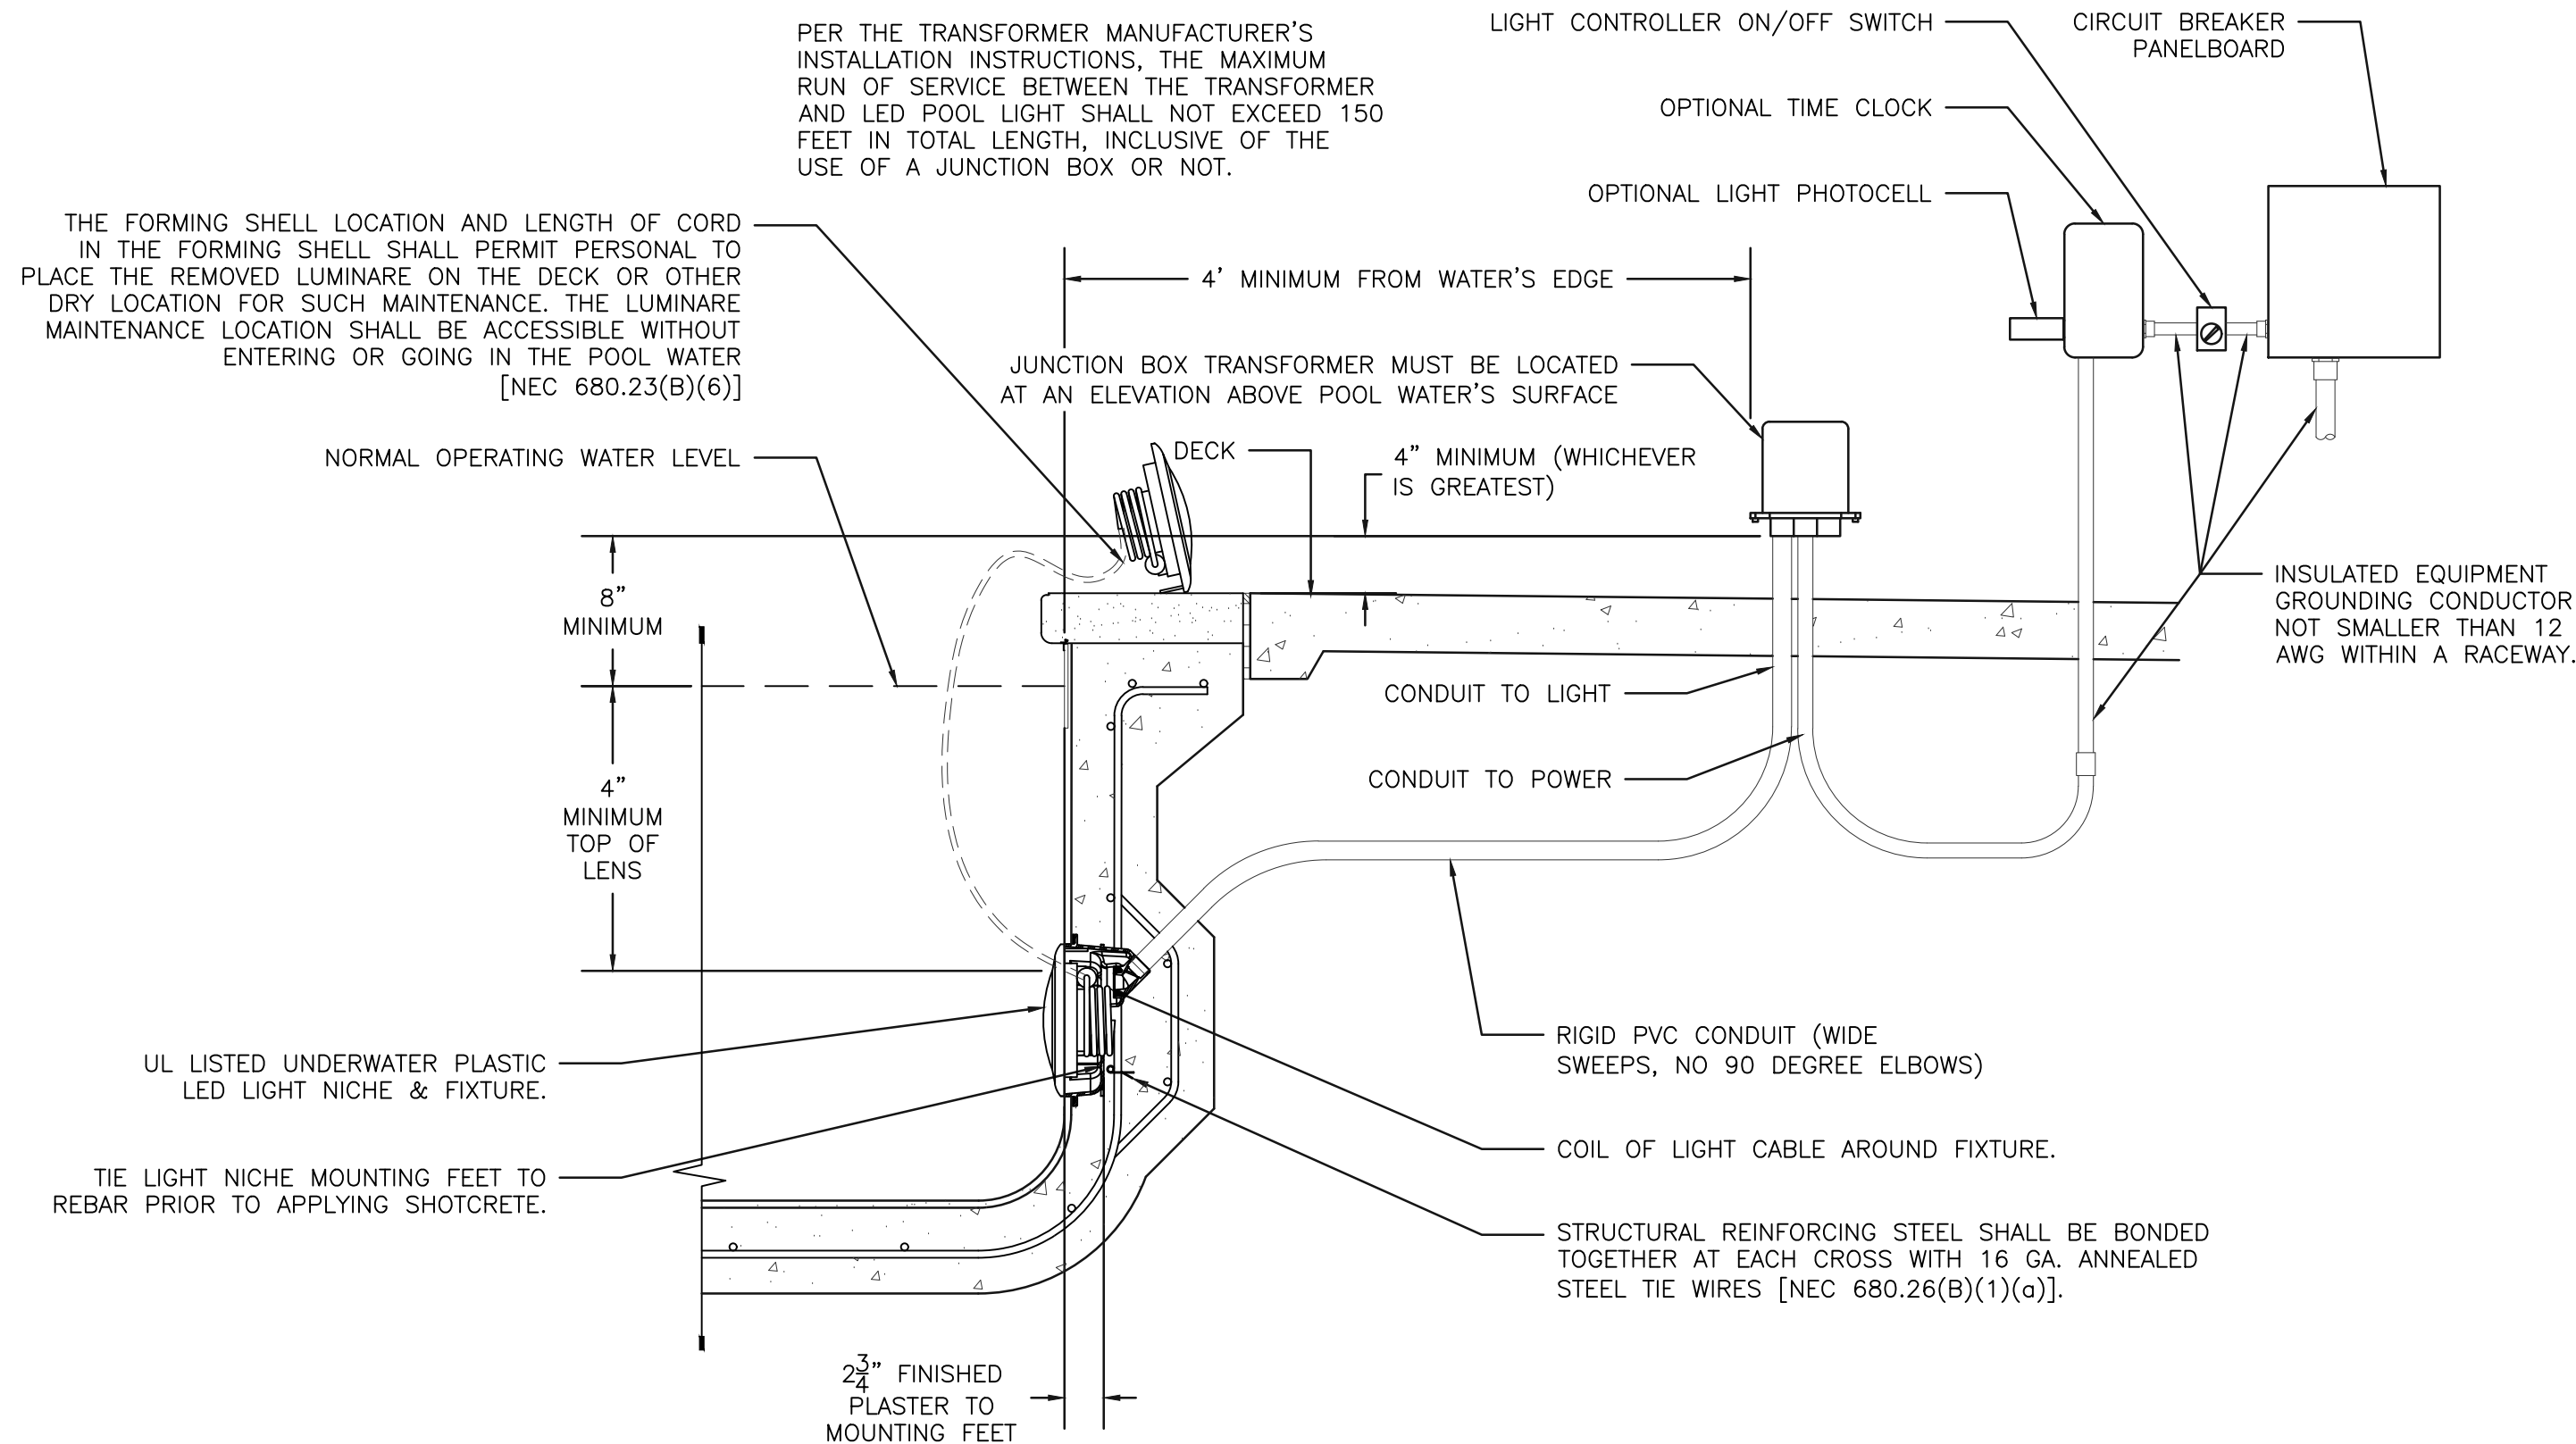 PER THE TRANSFORMER MANUFACTURER'S
INSTALLATION INSTRUCTIONS, THE MAXIMUM
RUN OF SERVICE BETWEEN THE TRANSFORMER
AND LED POOL LIGHT SHALL NOT EXCEED 150
FEET IN TOTAL LENGTH, INCLUSIVE OF THE
USE OF A JUNCTION BOX OR NOT.
LIGHT CONTROLLER ON/OFF SWITCH
CIRCUIT BREAKER
PANELBOARD
OPTIONAL TIME CLOCK
OPTIONAL LIGHT PHOTOCELL
THE FORMING SHELL LOCATION AND LENGTH OF CORD
IN THE FORMING SHELL SHALL PERMIT PERSONAL TO
PLACE THE REMOVED LUMINARE ON THE DECK OR OTHER
DRY LOCATION FOR SUCH MAINTENANCE. THE LUMINARE
MAINTENANCE LOCATION SHALL BE ACCESSIBLE WITHOUT
ENTERING OR GOING IN THE POOL WATER
[NEC 680.23(B)(6)]
4' MINIMUM FROM WATER'S EDGE
JUNCTION BOX TRANSFORMER MUST BE LOCATED
AT AN ELEVATION ABOVE POOL WATER'S SURFACE
NORMAL OPERATING WATER LEVEL
DECK
4" MINIMUM (WHICHEVER
IS GREATEST)
8"
MINIMUM
INSULATED EQUIPMENT
GROUNDING CONDUCTOR
NOT SMALLER THAN 12
AWG WITHIN A RACEWAY.
CONDUIT TO LIGHT
CONDUIT TO POWER
4"
MINIMUM
TOP OF
LENS
UL LISTED UNDERWATER PLASTIC
LED LIGHT NICHE & FIXTURE.
RIGID PVC CONDUIT (WIDE
SWEEPS, NO 90 DEGREE ELBOWS)
COIL OF LIGHT CABLE AROUND FIXTURE.
TIE LIGHT NICHE MOUNTING FEET TO
REBAR PRIOR TO APPLYING SHOTCRETE.
STRUCTURAL REINFORCING STEEL SHALL BE BONDED
TOGETHER AT EACH CROSS WITH 16 GA. ANNEALED
STEEL TIE WIRES [NEC 680.26(B)(1)(a)].
2 3/4" FINISHED
PLASTER TO
MOUNTING FEET